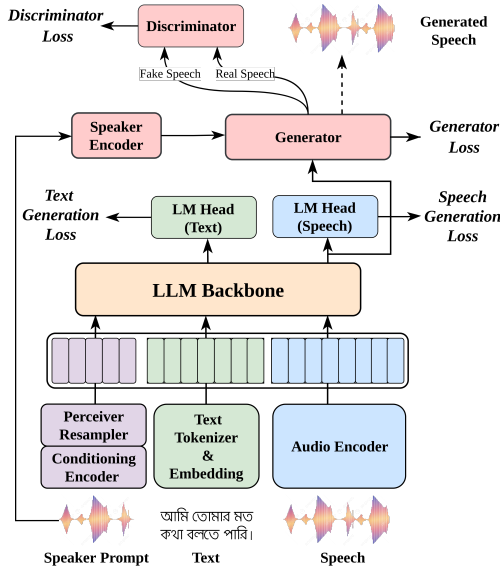 Discriminator
Loss
Discriminator
Generated
Speech
Fake Speech
Real Speech
Speaker
Encoder
Generator
Generator
Loss
Text
Generation
Loss
LM Head
(Text)
LM Head
(Speech)
Speech
Generation
Loss
LLM Backbone
Perceiver
Resampler
Conditioning
Encoder
Text
Tokenizer
&
Embedding
Audio Encoder
আমি তোমার মত
কথা বলতে পারি।
Speaker Prompt
Text
Speech